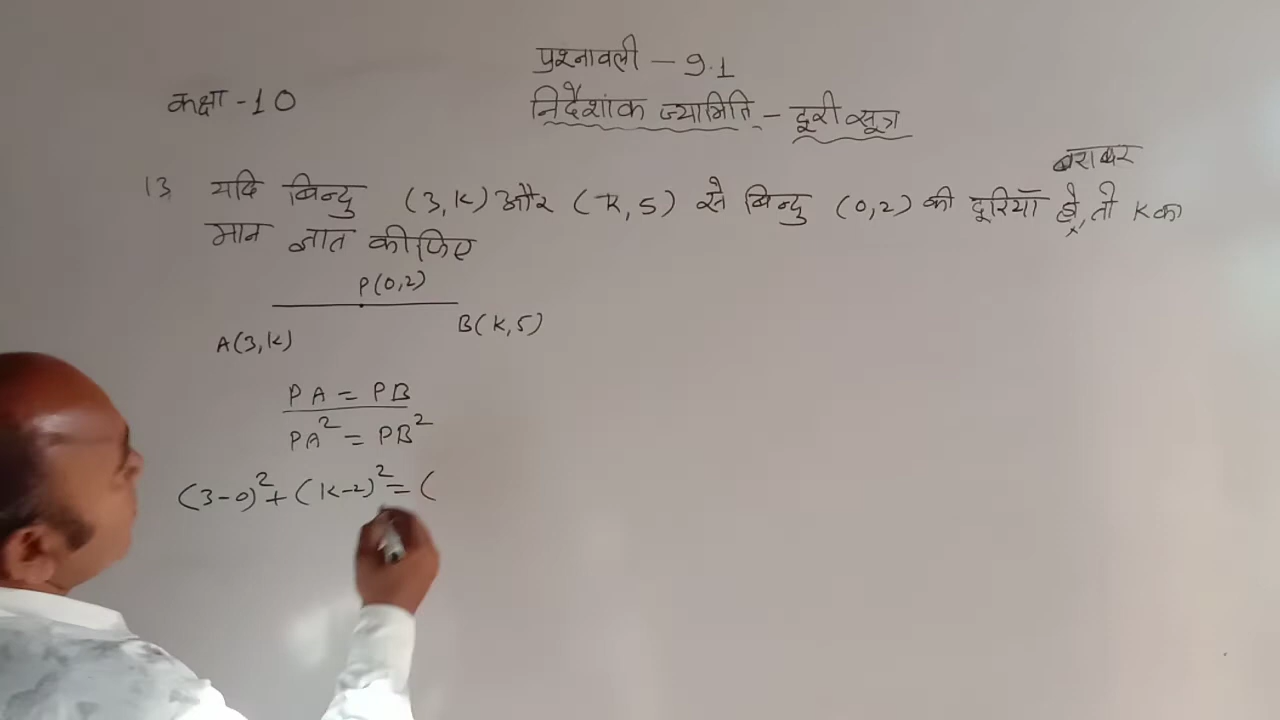 प्रश्नावली - 9.1
कक्षा - 10
निर्देशांक ज्यामिति - दूरी सूत्र
बराबर
13 यदि बिन्दु (3,K) और (K,5) से बिन्दु (0,2) की दूरियाँ हो, तो K का
मान ज्ञात कीजिए
P(0,2)
A(3,K)
B(K,5)
PA = PB
PA² = PB²
(3-0)² + (K-2)² = (